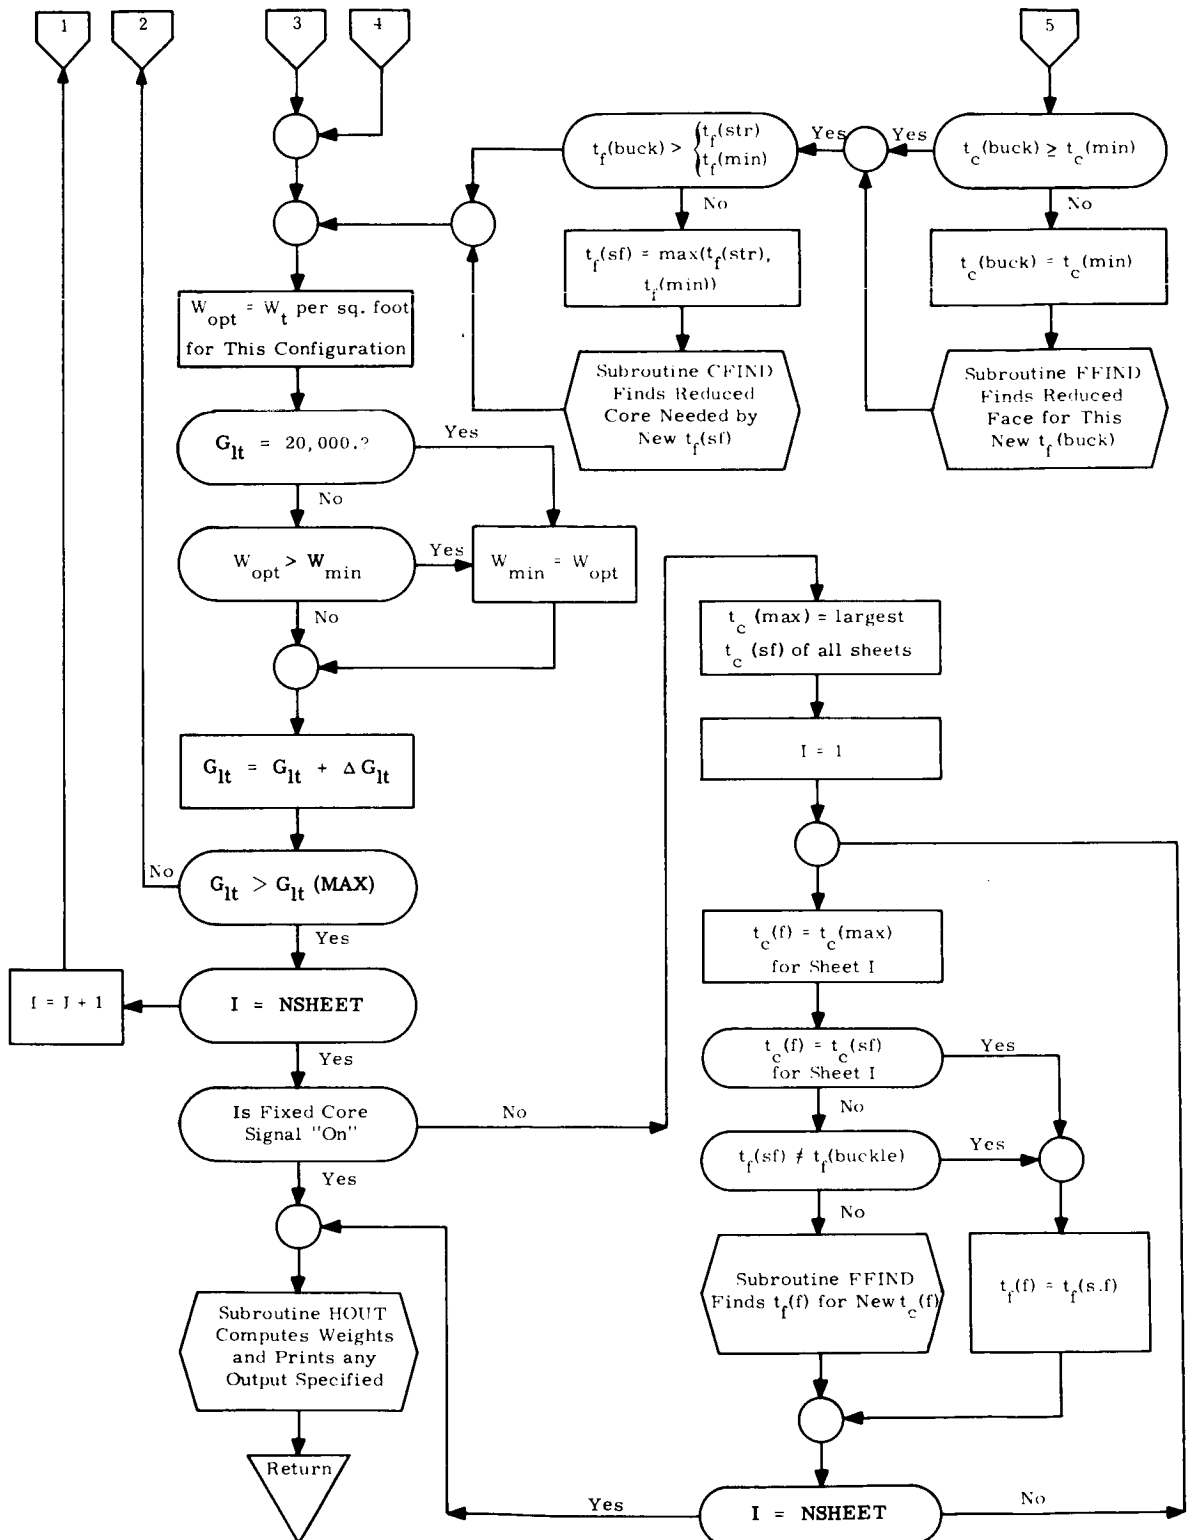 1
2
3
4
5
t_c(buck) ≥ t_c(min)
Yes
No
t_c(buck) = t_c(min)
Subroutine FFIND
Finds Reduced
Face for This
New t_f(buck)
Yes
t_f(buck) > { t_f(str)
t_f(min)
No
t_f(sf) = max(t_f(str),
t_f(min))
Subroutine CFIND
Finds Reduced
Core Needed by
New t_f(sf)
W_opt = W_t per sq. foot
for This Configuration
G_lt = 20,000.?
Yes
No
W_opt > W_min
Yes
No
W_min = W_opt
G_lt = G_lt + Δ G_lt
G_lt > G_lt (MAX)
No
Yes
I = NSHEET
I = I + 1
Yes
Is Fixed Core
Signal "On"
No
Yes
Subroutine HOUT
Computes Weights
and Prints any
Output Specified
Return
t_c (max) = largest
t_c (sf) of all sheets
I = 1
t_c(f) = t_c(max)
for Sheet I
t_c(f) = t_c(sf)
for Sheet I
Yes
No
t_f(sf) ≠ t_f(buckle)
Yes
No
Subroutine FFIND
Finds t_f(f) for New t_c(f)
t_f(f) = t_f(s.f)
I = NSHEET
Yes
No